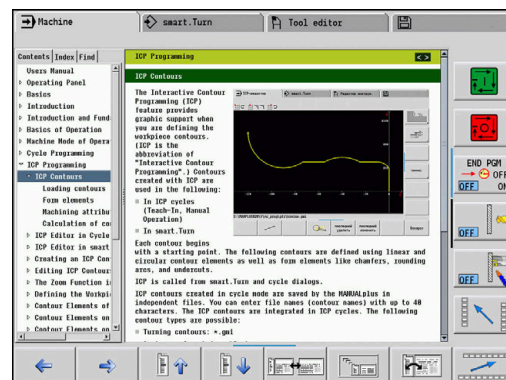 Machine
smart.Turn
Tool editor
Contents Index Find
Users Manual
Operating Panel
Basics
Introduction
Introduction and Fund
Basics of Operation
Machine Mode of Opera
Cycle Programming
ICP Programming
ICP Contours
Loading contours
Form elements
Machining attribu
Calculation of co
ICP Editor in Cycle
ICP Editor in smart
Creating an ICP Con
Editing ICP Contour
The Zoom Function i
Defining the Workpi
Contour Elements of
Contour Elements on
Contour Elements on
ICP Programming
ICP Contours
The Interactive Contour
Programming (ICP)
feature provides
graphic support when
you are defining the
workpiece contours.
(ICP is the
abbreviation of
"Interactive Contour
Programming".) Contours
created with ICP are
used in the following:
In ICP cycles
(Teach-In, Manual
Operation)
In smart.Turn
Each contour begins
with a starting point. The following contours are defined using linear and
circular contour elements as well as form elements like chamfers, rounding
arcs, and undercuts.
ICP is called from smart.Turn and cycle dialogs.
ICP contours created in cycle mode are saved by the MANUALplus in
independent files. You can enter file names (contour names) with up to 40
characters. The ICP contours are integrated in ICP cycles. The following
contour types are possible:
Turning contours: *.gmi
smart.Turn
END PGM
OFF
OFF ON
OFF
OFF